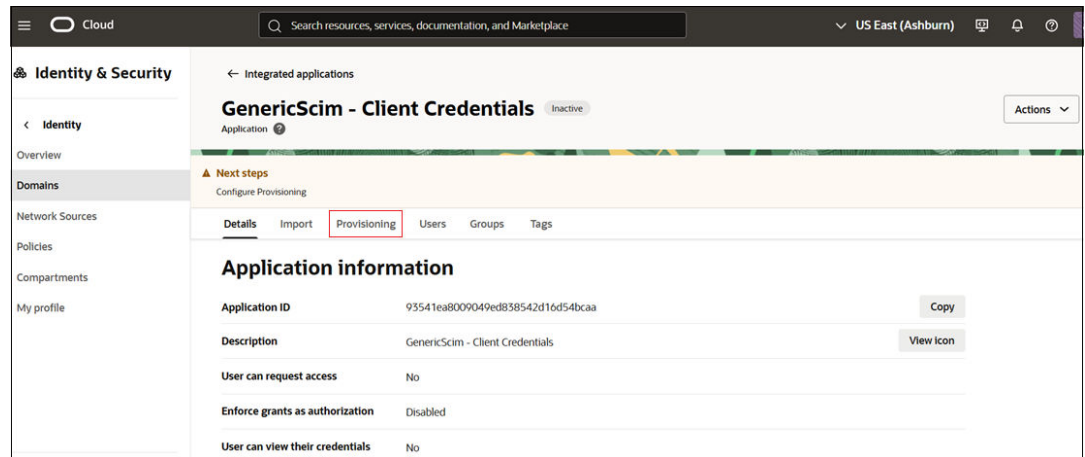 Cloud
Search resources, services, documentation, and Marketplace
US East (Ashburn)
Identity & Security
Identity
Overview
Domains
Network Sources
Policies
Compartments
My profile
Integrated applications
GenericScim - Client Credentials Inactive
Application
Actions
Next steps
Configure Provisioning
Details Import Provisioning Users Groups Tags
Application information
Application ID 93541ea8009049ed838542d16d54bcaa Copy
Description GenericScim - Client Credentials View icon
User can request access No
Enforce grants as authorization Disabled
User can view their credentials No